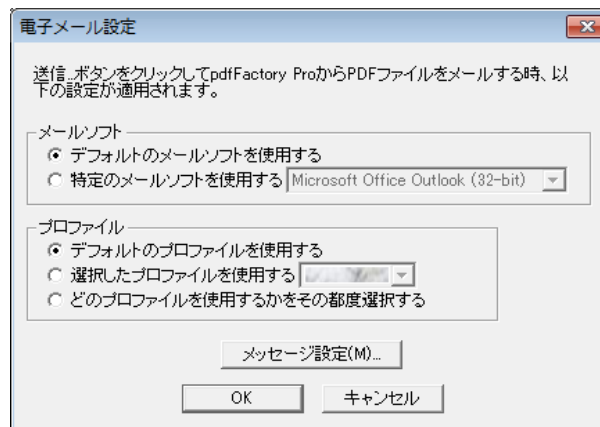 電子メール設定
送信...ボタンをクリックしてpdfFactory ProからPDFファイルをメールする時、以
下の設定が適用されます。
メールソフト
デフォルトのメールソフトを使用する
特定のメールソフトを使用する Microsoft Office Outlook (32-bit)
プロファイル
デフォルトのプロファイルを使用する
選択したプロファイルを使用する
どのプロファイルを使用するかをその都度選択する
メッセージ設定(M)...
OK キャンセル